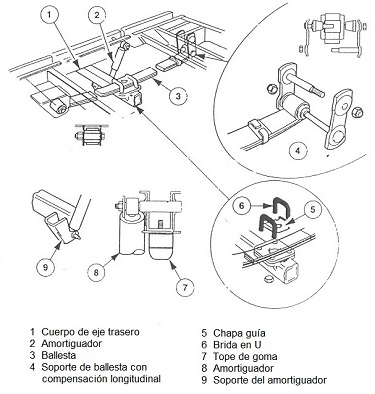 1
2
3
4
6
5
9
8
7
1 Cuerpo de eje trasero
2 Amortiguador
3 Ballesta
4 Soporte de ballesta con
compensación longitudinal
5 Chapa guía
6 Brida en U
7 Tope de goma
8 Amortiguador
9 Soporte del amortiguador